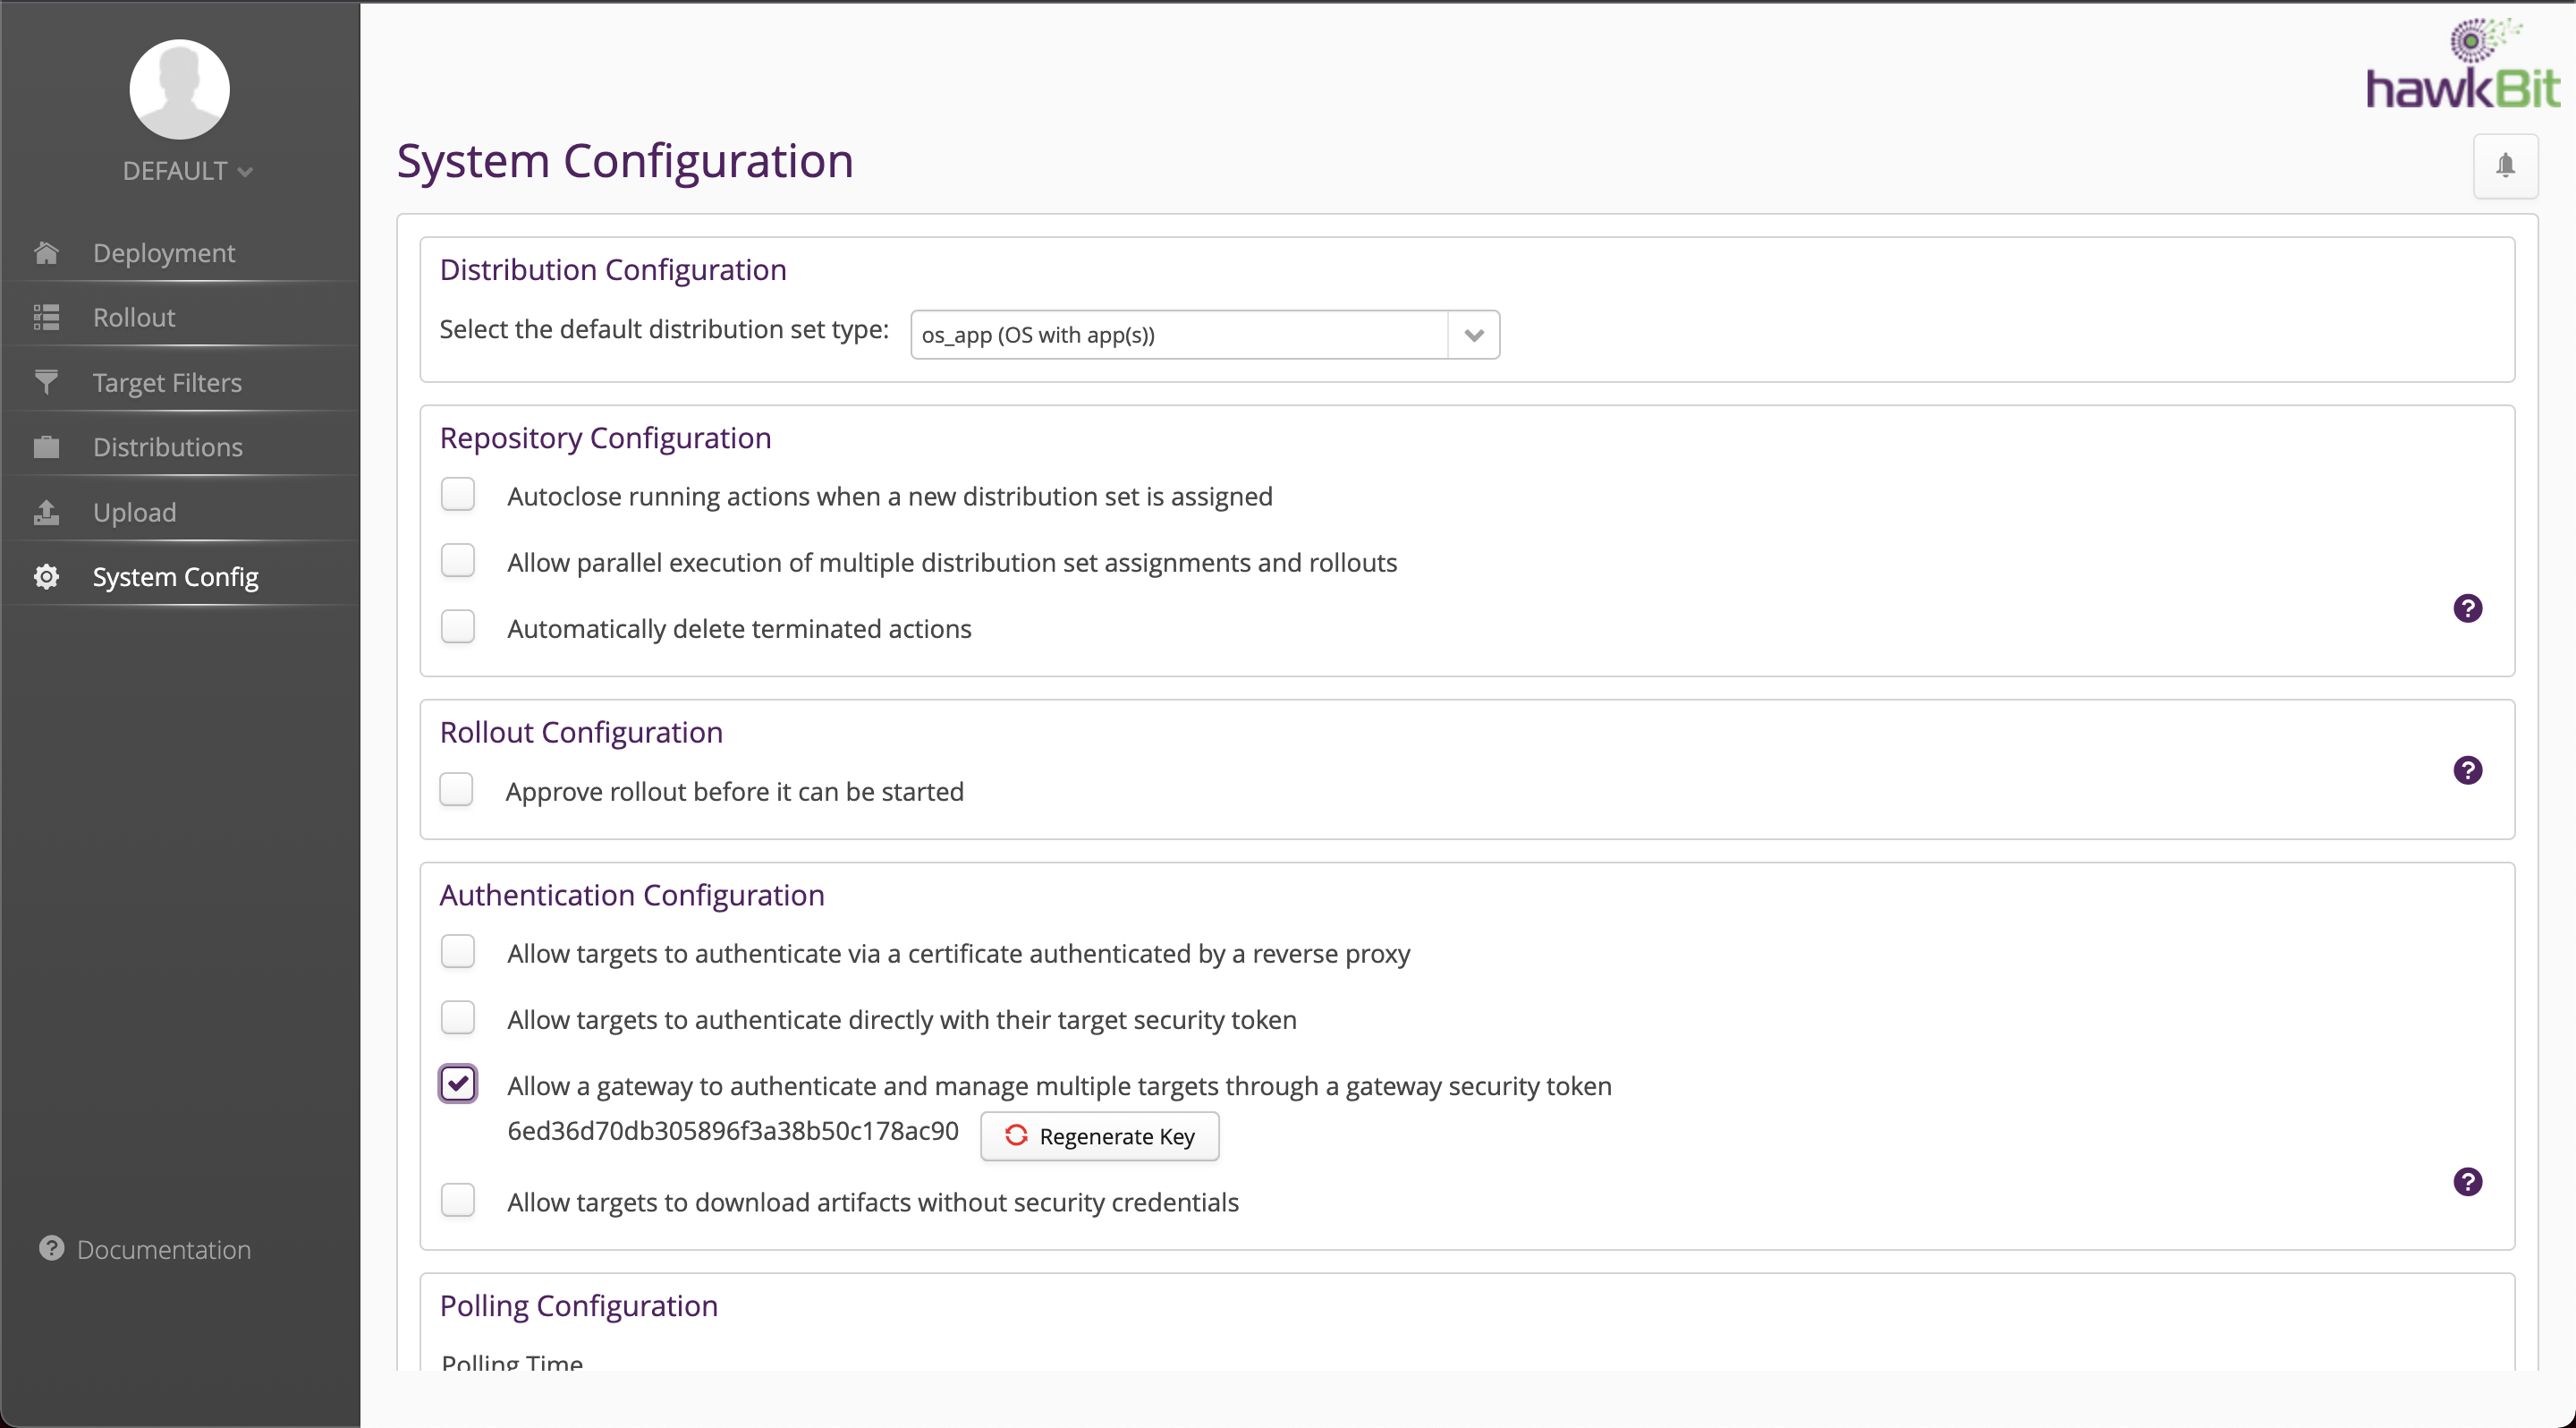 hawkBit
DEFAULT
Deployment
Rollout
Target Filters
Distributions
Upload
System Config
Documentation
System Configuration
Distribution Configuration
Select the default distribution set type: os_app (OS with app(s))
Repository Configuration
Autoclose running actions when a new distribution set is assigned
Allow parallel execution of multiple distribution set assignments and rollouts
Automatically delete terminated actions
?
Rollout Configuration
?
Approve rollout before it can be started
Authentication Configuration
Allow targets to authenticate via a certificate authenticated by a reverse proxy
Allow targets to authenticate directly with their target security token
Allow a gateway to authenticate and manage multiple targets through a gateway security token
6ed36d70db305896f3a38b50c178ac90 Regenerate Key
?
Allow targets to download artifacts without security credentials
Polling Configuration
Polling Time